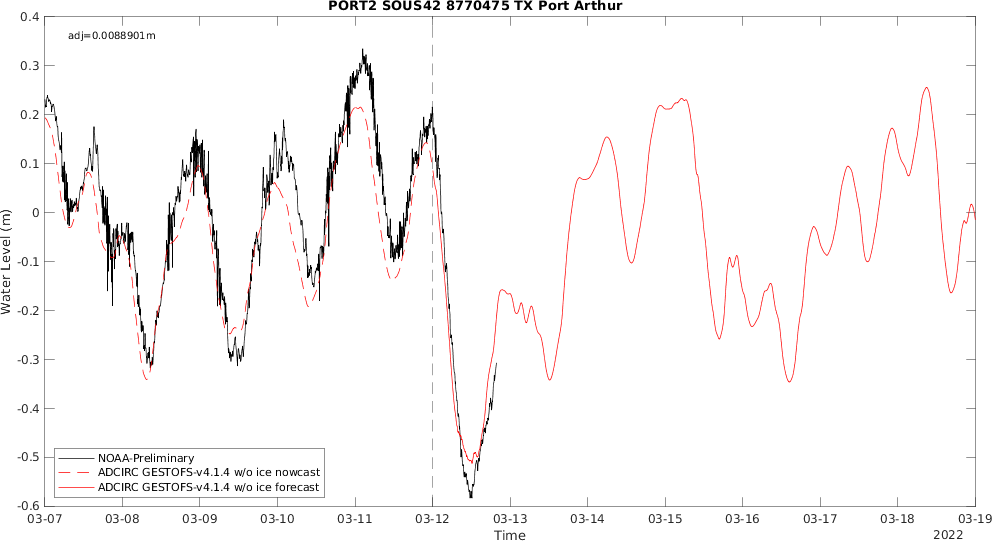 PORT2 SOUS42 8770475 TX Port Arthur
adj=0.0088901m
0.4
0.3
0.2
0.1
0
-0.1
-0.2
-0.3
-0.4
-0.5
-0.6
Water Level (m)
NOAA-Preliminary
ADCIRC GESTOFS-v4.1.4 w/o ice nowcast
ADCIRC GESTOFS-v4.1.4 w/o ice forecast
03-07 03-08 03-09 03-10 03-11 03-12 03-13 03-14 03-15 03-16 03-17 03-18 03-19
Time
2022